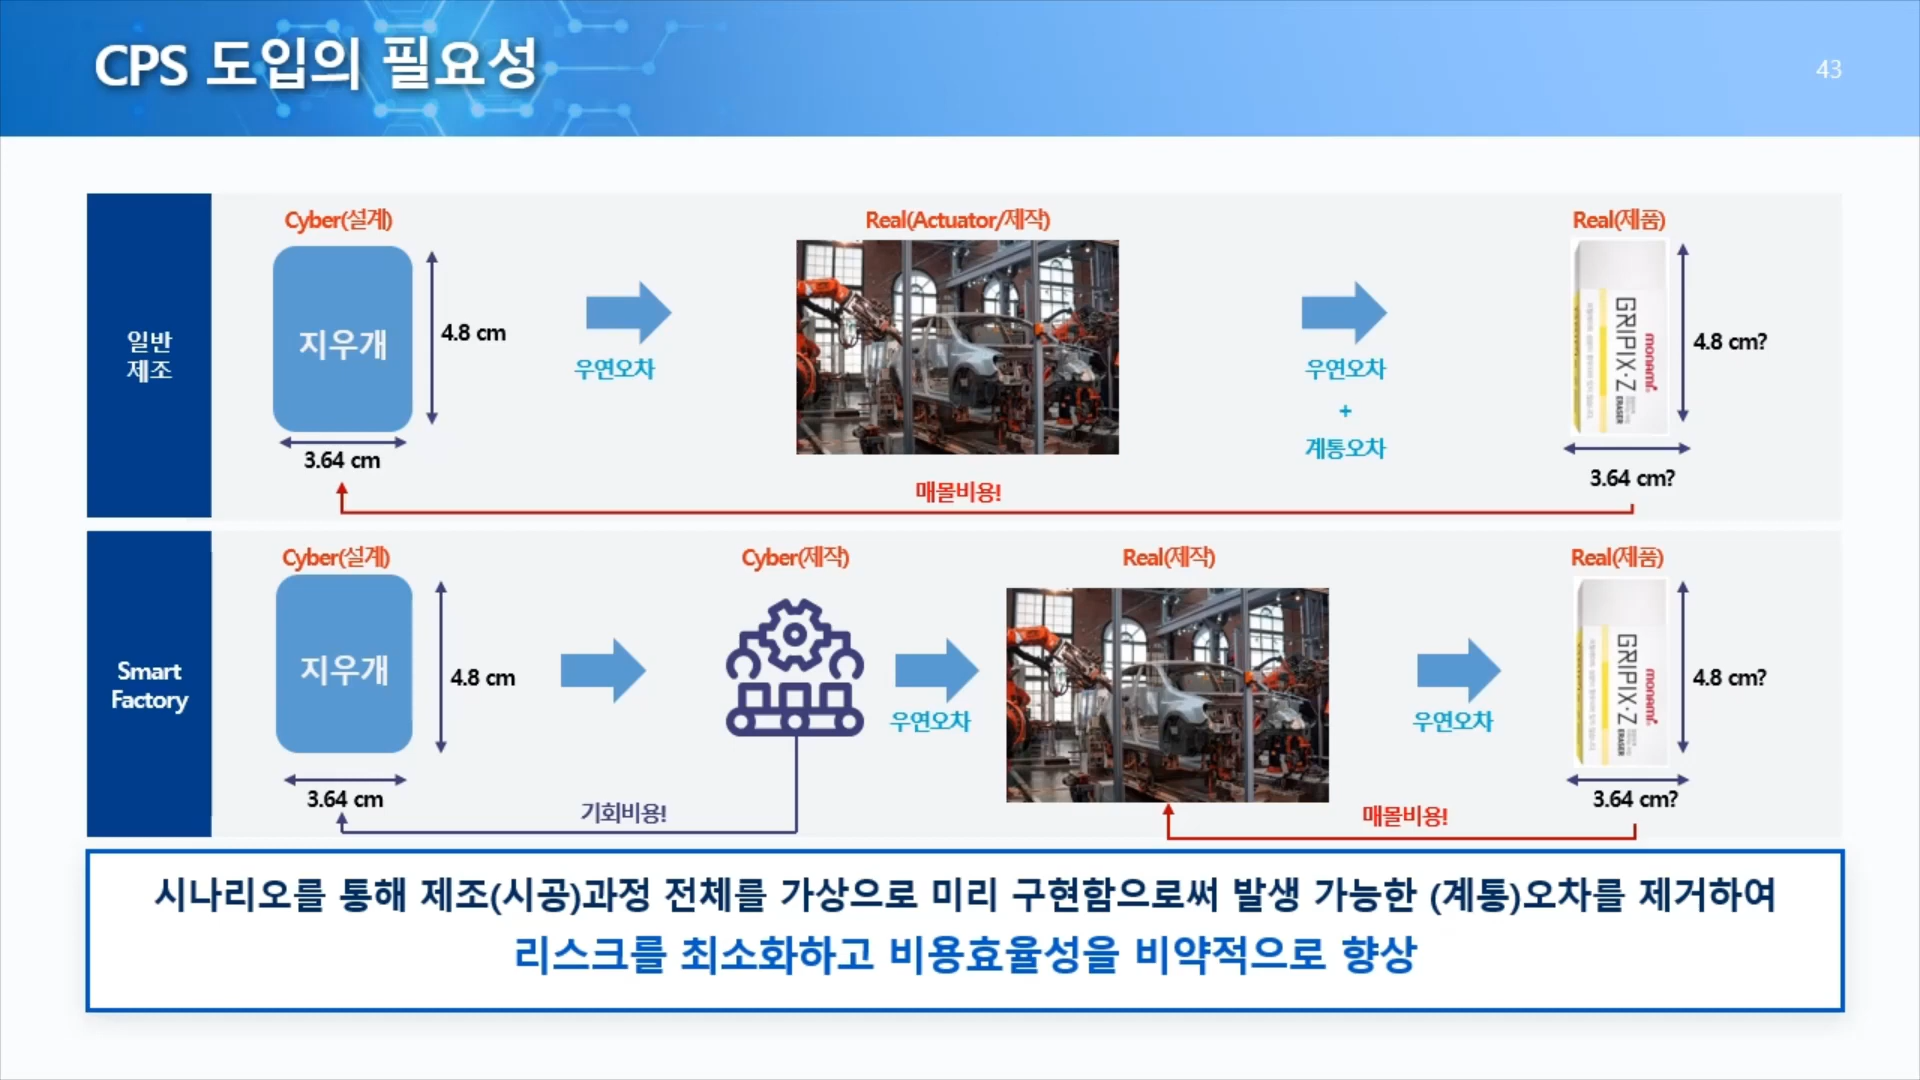 CPS 도입의 필요성
43
일반
제조
Cyber(설계)
지우개
4.8 cm
3.64 cm
우연오차
Real(Actuator/제작)
우연오차
+
계통오차
Real(제품)
monami
GRIPIX·Z
ERASER
4.8 cm?
3.64 cm?
매몰비용!
Smart
Factory
Cyber(설계)
지우개
4.8 cm
3.64 cm
Cyber(제작)
우연오차
Real(제작)
우연오차
Real(제품)
monami
GRIPIX·Z
ERASER
4.8 cm?
3.64 cm?
기회비용!
매몰비용!
시나리오를 통해 제조(시공)과정 전체를 가상으로 미리 구현함으로써 발생 가능한 (계통)오차를 제거하여
리스크를 최소화하고 비용효율성을 비약적으로 향상